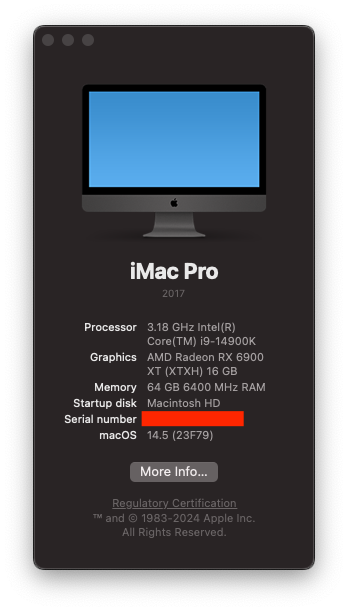 iMac Pro
2017
Processor 3.18 GHz Intel(R)
Core(TM) i9-14900K
Graphics AMD Radeon RX 6900
XT (XTXH) 16 GB
Memory 64 GB 6400 MHz RAM
Startup disk Macintosh HD
Serial number
macOS 14.5 (23F79)
More Info...
Regulatory Certification
™ and © 1983-2024 Apple Inc.
All Rights Reserved.